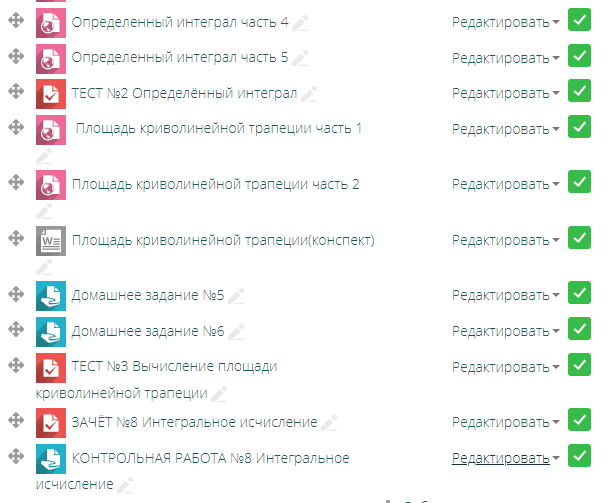 Определенный интеграл часть 4 Редактировать
Определенный интеграл часть 5 Редактировать
ТЕСТ №2 Определённый интеграл Редактировать
Площадь криволинейной трапеции часть 1 Редактировать
Площадь криволинейной трапеции часть 2 Редактировать
Площадь криволинейной трапеции(конспект) Редактировать
Домашнее задание №5 Редактировать
Домашнее задание №6 Редактировать
ТЕСТ №3 Вычисление площади Редактировать
криволинейной трапеции
ЗАЧЁТ №8 Интегральное исчисление Редактировать
КОНТРОЛЬНАЯ РАБОТА №8 Интегральное Редактировать
исчисление